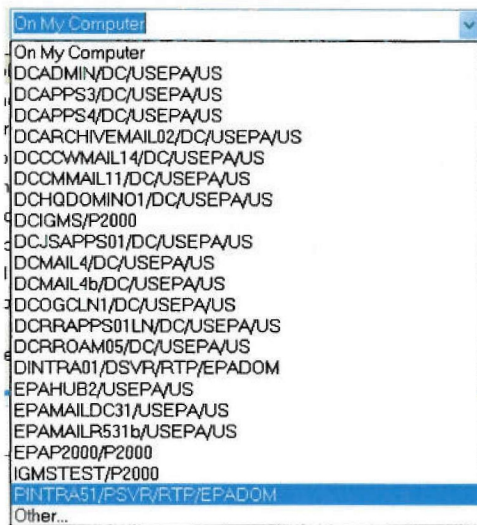 On My Computer
On My Computer
DCADMIN/DC/USEPA/US
DCAPPS3/DC/USEPA/US
DCAPPS4/DC/USEPA/US
DCARCHIVEMAIL02/DC/USEPA/US
DCCCWMAIL14/DC/USEPA/US
DCCMMAIL11/DC/USEPA/US
DCHQDOMINO1/DC/USEPA/US
DCIGMS/P2000
DCJSAPPS01/DC/USEPA/US
DCMAIL4/DC/USEPA/US
DCMAIL4b/DC/USEPA/US
DCOGCLN1/DC/USEPA/US
DCRRAPPS01LN/DC/USEPA/US
DCRROAM05/DC/USEPA/US
DINTRA01/DSVR/RTP/EPADOM
EPAHUB2/USEPA/US
EPAMAILDC31/USEPA/US
EPAMAILR531b/USEPA/US
EPAP2000/P2000
IGMSTEST/P2000
PINTRA51/PSVR/RTP/EPADOM
Other...